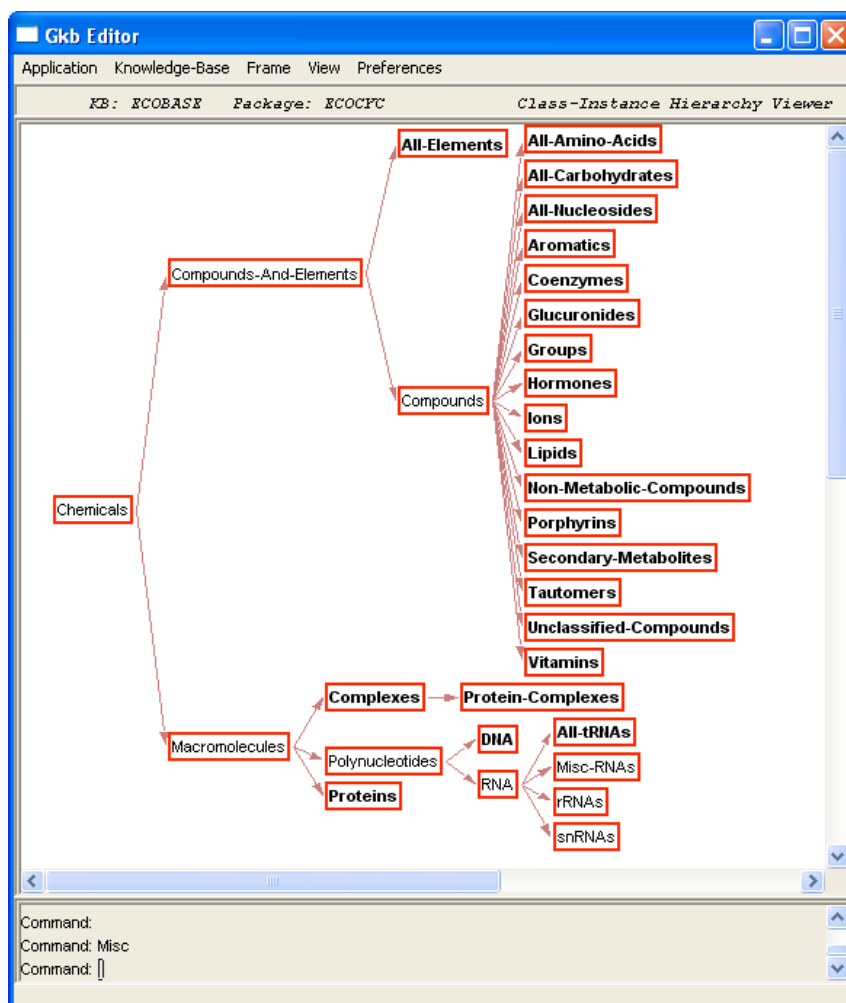 Gkb Editor
Application Knowledge-Base Frame View Preferences
KB: ECOBASE Package: ECOCYC Class-Instance Hierarchy Viewer
All-Elements
All-Amino-Acids
All-Carbohydrates
All-Nucleosides
Aromatics
Compounds-And-Elements
Coenzymes
Glucuronides
Groups
Hormones
Compounds
Ions
Lipids
Non-Metabolic-Compounds
Chemicals
Porphyrins
Secondary-Metabolites
Tautomers
Unclassified-Compounds
Vitamins
Complexes
Protein-Complexes
Macromolecules
DNA
All-tRNAs
Polynucleotides
Misc-RNAs
RNA
Proteins
rRNAs
snRNAs
Command:
Command: Misc
Command: